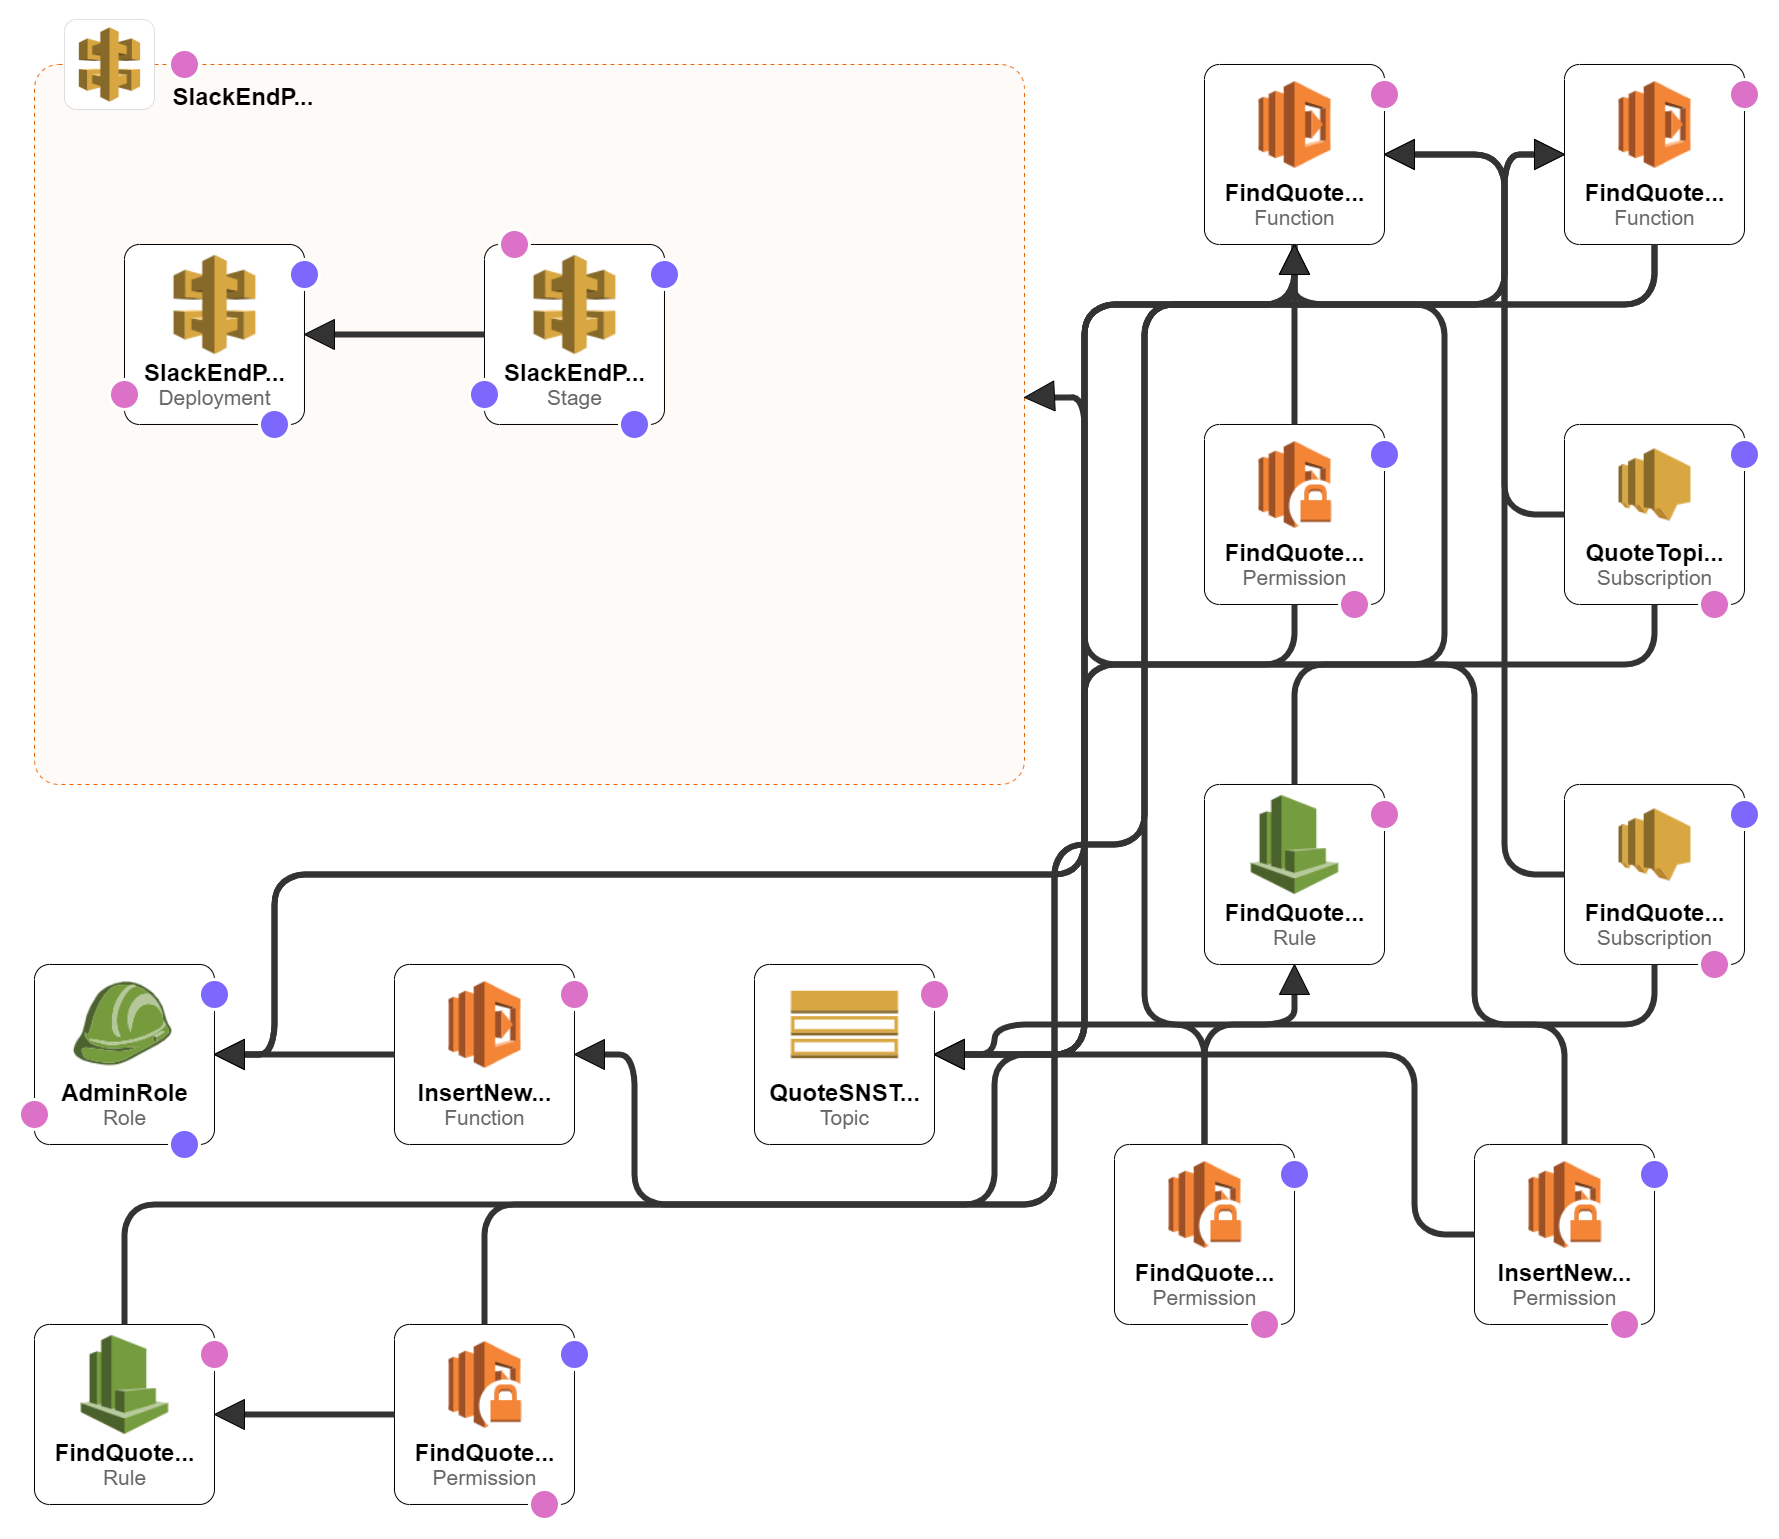 SlackEndP...
FindQuote...
Function
FindQuote...
Function
SlackEndP...
Deployment
SlackEndP...
Stage
FindQuote...
Permission
QuoteTopi...
Subscription
FindQuote...
Rule
FindQuote...
Subscription
AdminRole
Role
InsertNew...
Function
QuoteSNST...
Topic
FindQuote...
Permission
InsertNew...
Permission
FindQuote...
Rule
FindQuote...
Permission